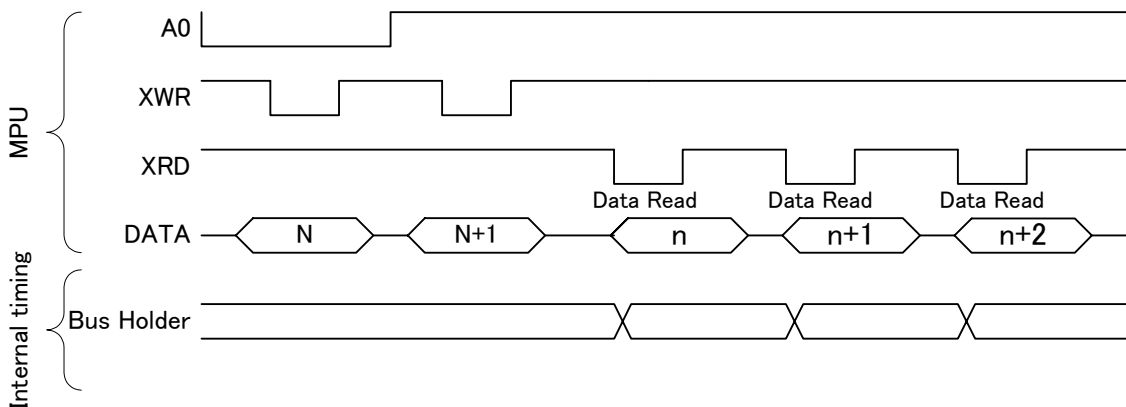 MPU
A0
XWR
XRD
Data Read Data Read Data Read
DATA N N+1 n n+1 n+2
Internal timing
Bus Holder